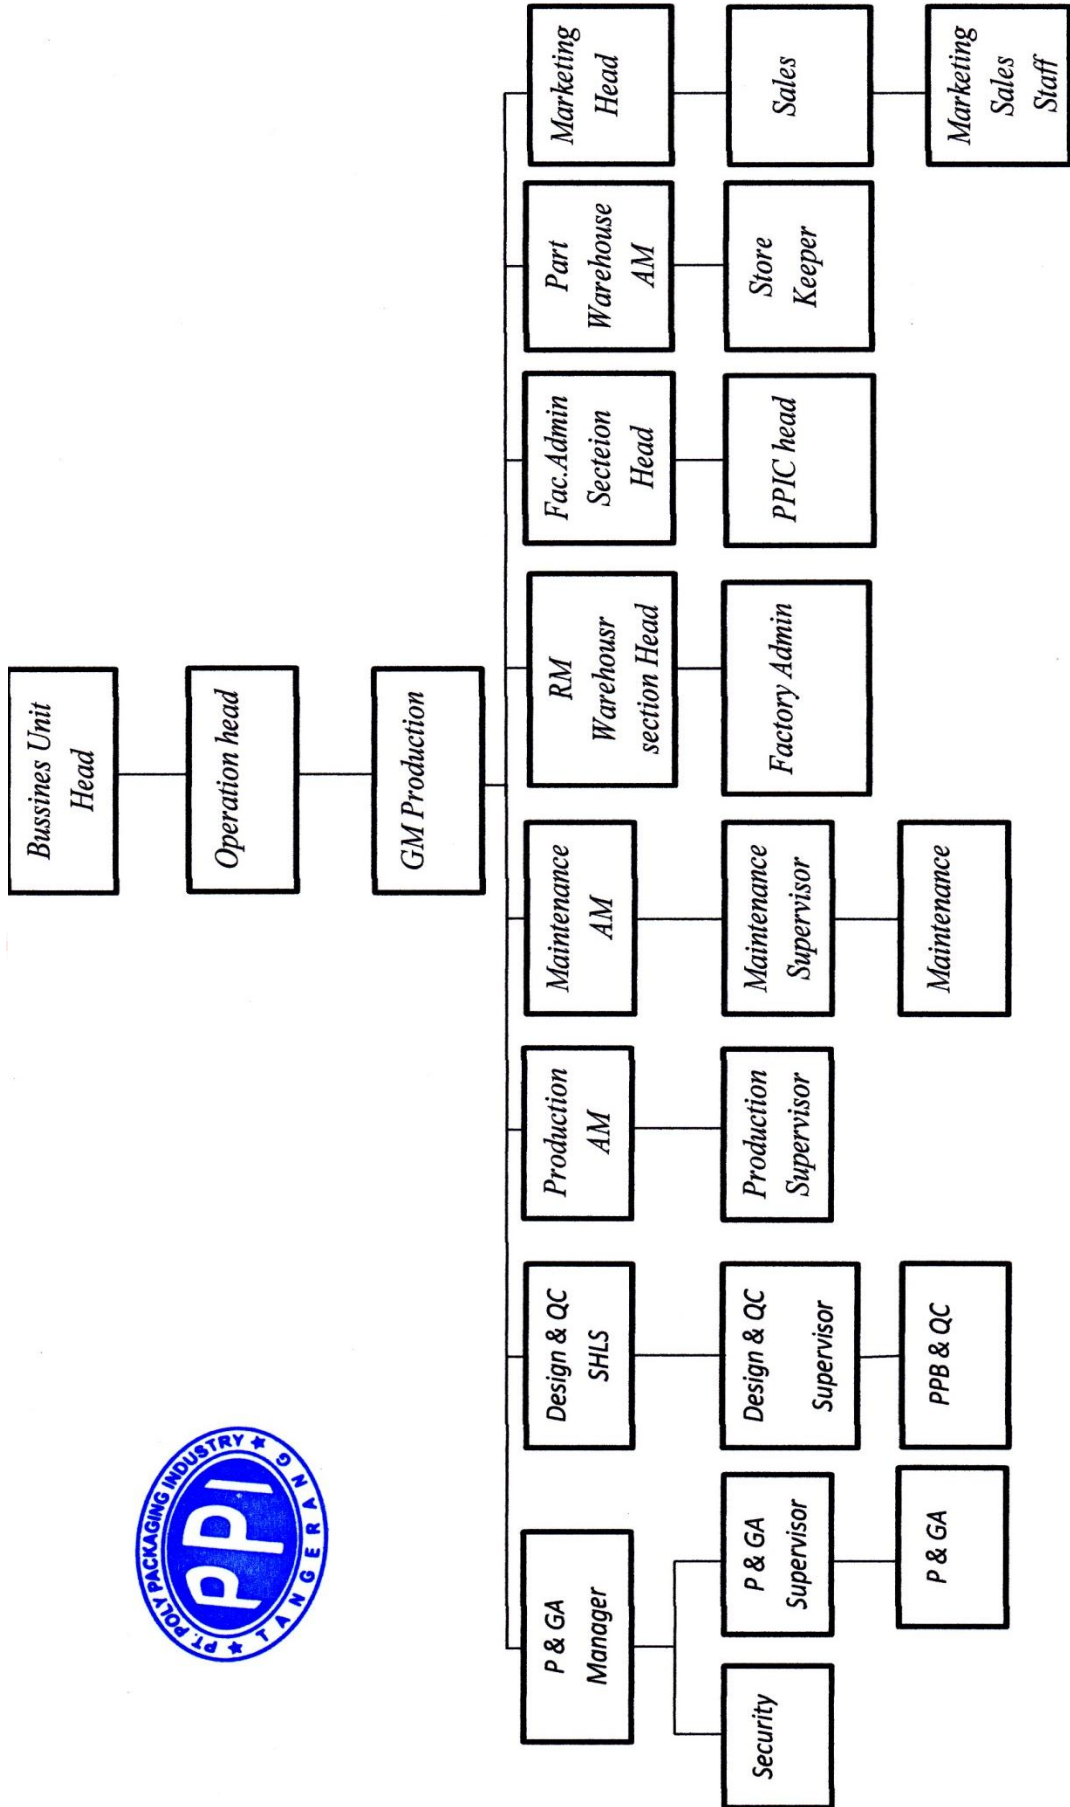 Bussines Unit
Head
Operation head
GM Production
P & GA
Manager
Design & QC
SHLS
Production
AM
Maintenance
AM
RM
Warehousr
section Head
Fac.Admin
Secteion
Head
Part
Warehouse
AM
Marketing
Head
Security
P & GA
Supervisor
Design & QC
Supervisor
Production
Supervisor
Maintenance
Supervisor
Factory Admin
PPIC head
Store
Keeper
Sales
P & GA
PPB & QC
Maintenance
Marketing
Sales
Staff
PT. POLY PACKAGING INDUSTRY
PPI
TANGERANG